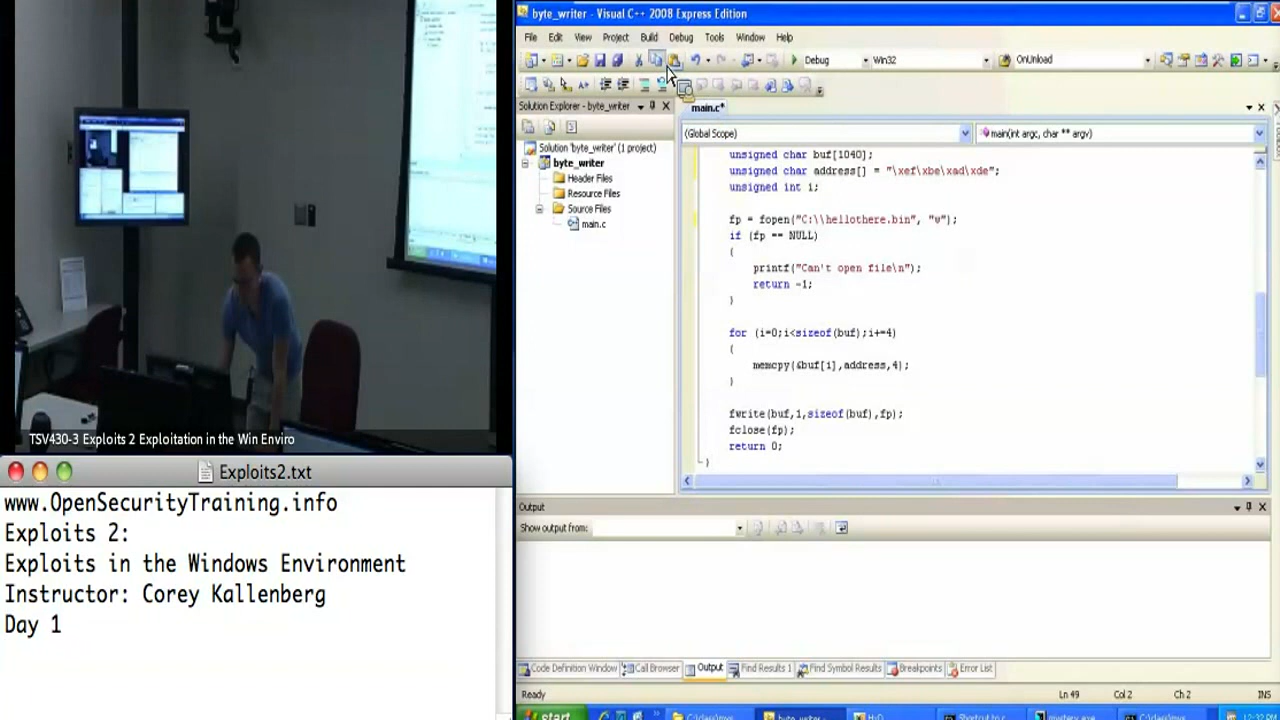 byte_writer - Visual C++ 2008 Express Edition
File Edit View Project Build Debug Tools Window Help
Debug Win32 OnUnload
Solution Explorer - byte_writer
main.c*
(Global Scope) main(int argc, char ** argv)
Solution 'byte_writer' (1 project)
byte_writer
Header Files
Resource Files
Source Files
main.c
unsigned char buf[1040];
unsigned char address[] = "\xef\xbe\xad\xde";
unsigned int i;
fp = fopen("C:\\hellothere.bin", "w");
if (fp == NULL)
{
printf("Can't open file\n");
return -1;
}
for (i=0;i<sizeof(buf);i+=4)
{
memcpy(&buf[i],address,4);
}
fwrite(buf,1,sizeof(buf),fp);
fclose(fp);
return 0;
}
TSV430-3 Exploits 2 Exploitation in the Win Enviro
Exploits2.txt
www.OpenSecurityTraining.info
Exploits 2:
Exploits in the Windows Environment
Instructor: Corey Kallenberg
Day 1
Output
Show output from:
Code Definition Window Call Browser Output Find Results 1 Find Symbol Results Breakpoints Error List
Ready Ln 49 Col 2 Ch 2 INS
start byte_writer HxD Shortcut to